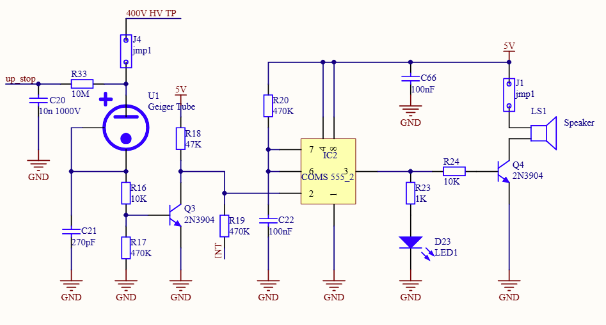 400V HV TP
J4
jmp1
5V
up_stop
R33
10M
C66
100nF
J1
jmp1
U1
Geiger Tube
C20
10n 1000V
5V
R20
470K
LS1
Speaker
GND
R18
47K
GND
7
4
8
IC2
6
COMS 555_2
3
2
1
R24
10K
Q4
2N3904
R16
10K
Q3
2N3904
R19
470K
C22
100nF
R23
1K
C21
270pF
R17
470K
INT
D23
LED1
GND
GND
GND
GND
GND
GND
GND